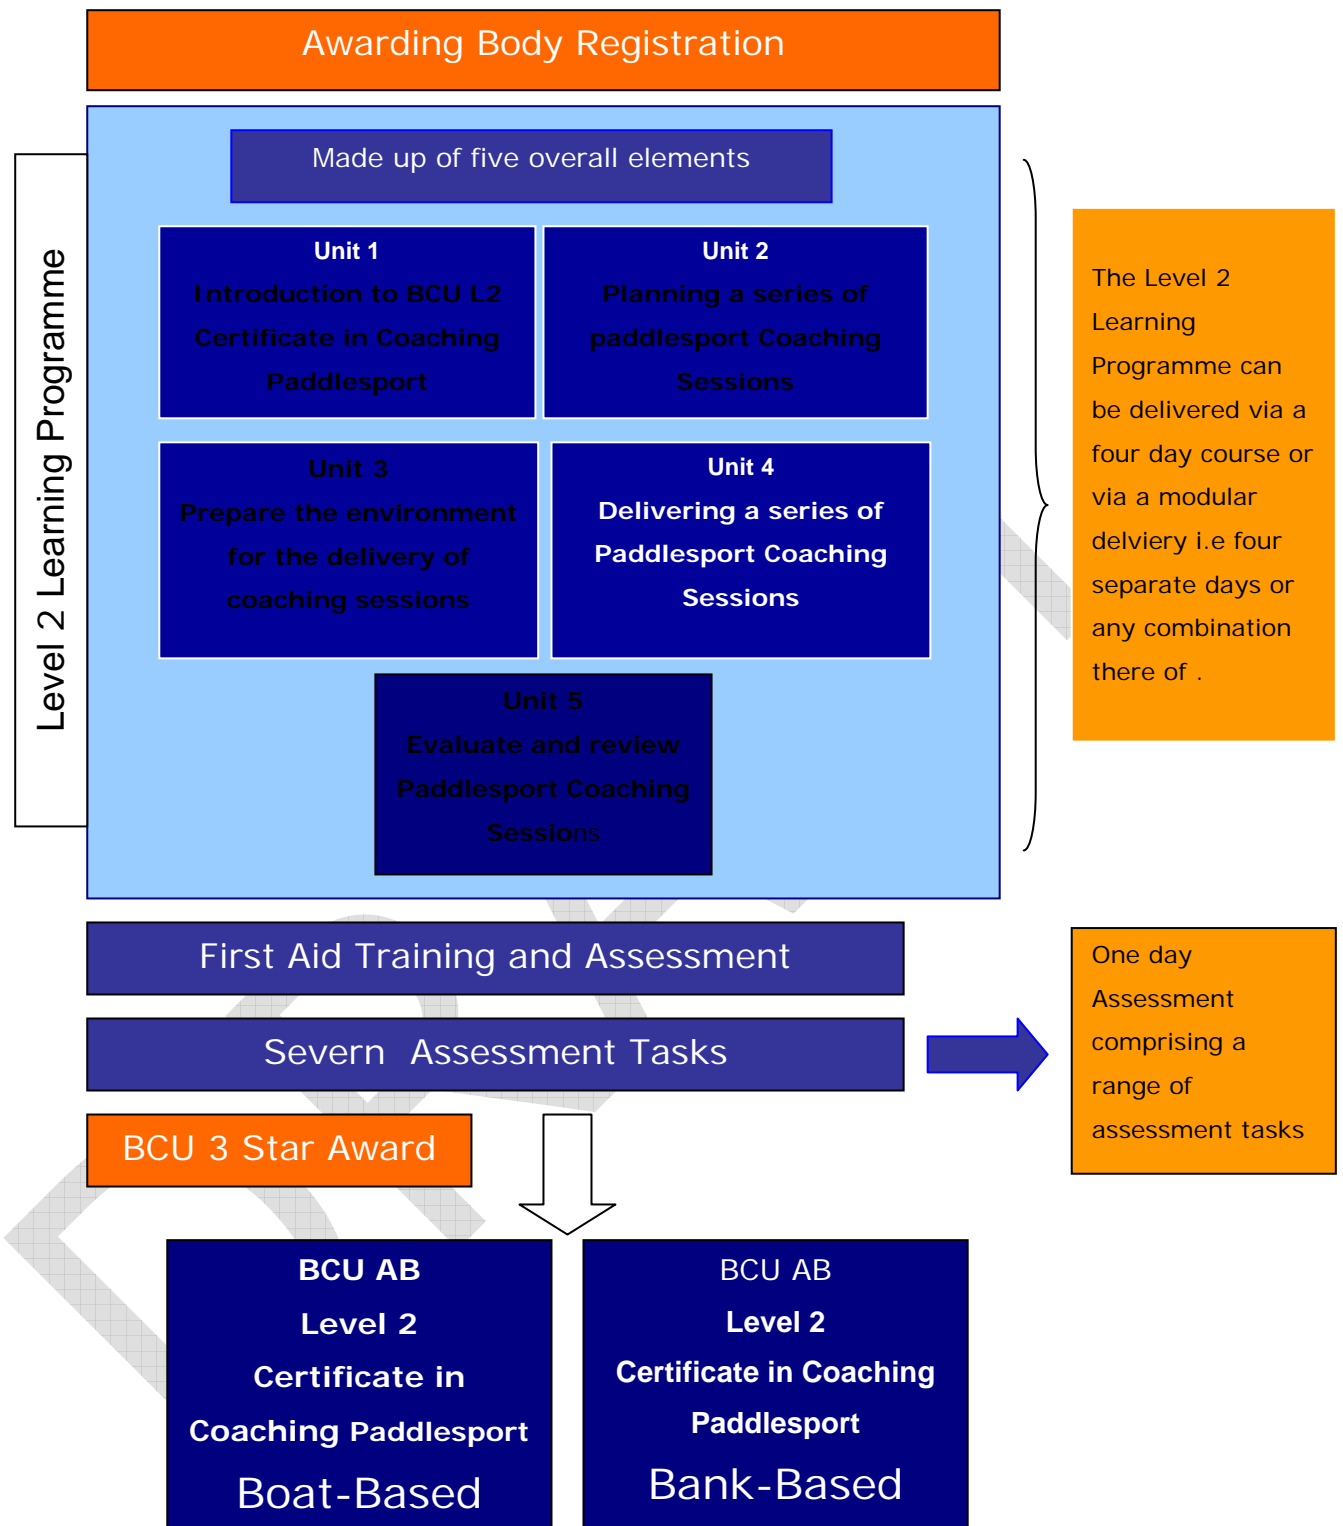 Awarding Body Registration
Made up of five overall elements
Level 2 Learning Programme
Unit 1
Introduction to BCU L2
Certificate in Coaching
Paddlesport
Unit 2
Planning a series of
paddlesport Coaching
Sessions
Unit 3
Prepare the environment
for the delivery of
coaching sessions
Unit 4
Delivering a series of
Paddlesport Coaching
Sessions
Unit 5
Evaluate and review
Paddlesport Coaching
Sessions
The Level 2
Learning
Programme can
be delivered via a
four day course or
via a modular
delviery i.e four
separate days or
any combination
there of .
First Aid Training and Assessment
Severn  Assessment Tasks
One day
Assessment
comprising a
range of
assessment tasks
BCU 3 Star Award
BCU AB
Level 2
Certificate in
Coaching Paddlesport
Boat-Based
BCU AB
Level 2
Certificate in Coaching
Paddlesport
Bank-Based